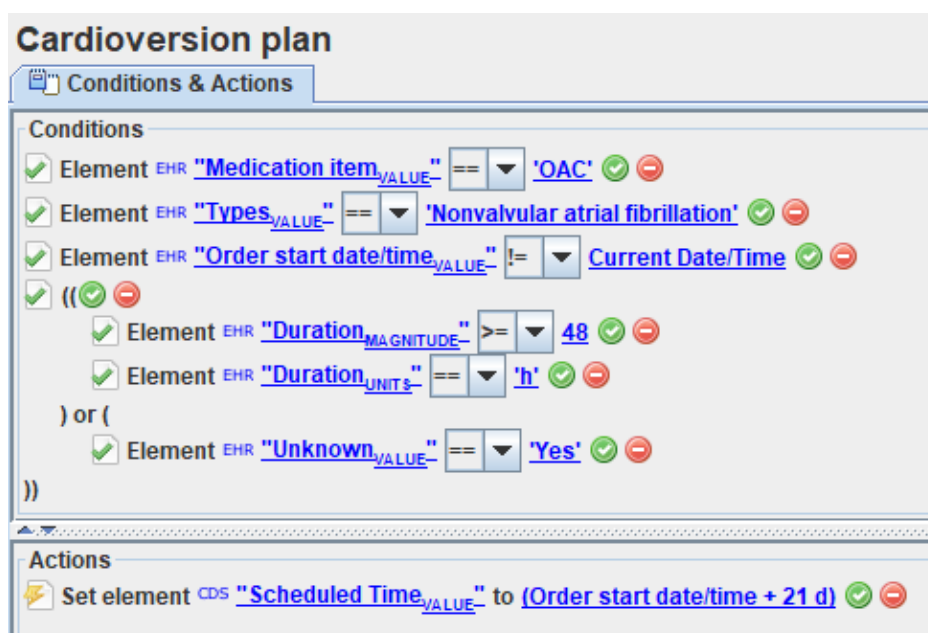 Cardioversion plan
Conditions & Actions
Conditions
Element EHR "Medication itemVALUE" == 'OAC'
Element EHR "TypesVALUE" == 'Nonvalvular atrial fibrillation'
Element EHR "Order start date/timeVALUE" != Current Date/Time
((
Element EHR "DurationMAGNITUDE" >= 48
Element EHR "DurationUNITS" == 'h'
) or (
Element EHR "UnknownVALUE" == 'Yes'
))
Actions
Set element CDS "Scheduled TimeVALUE" to (Order start date/time + 21 d)